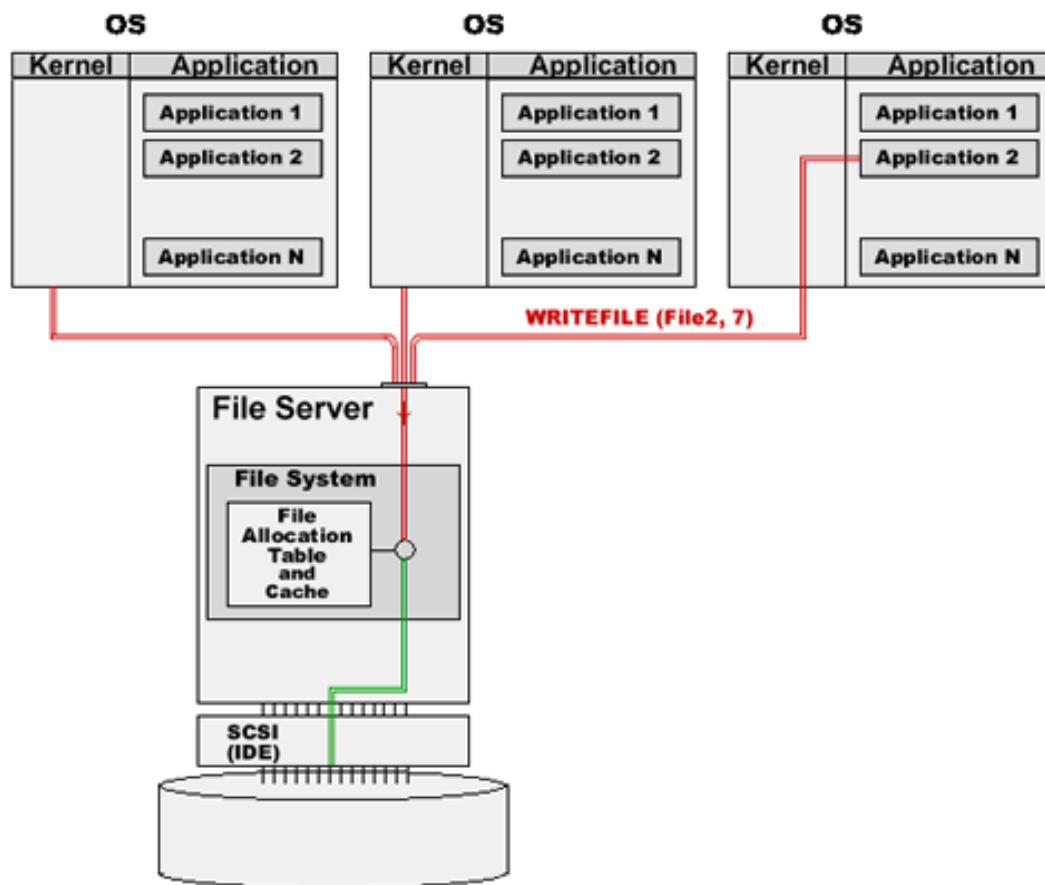 OS OS OS
Kernel Application Kernel Application Kernel Application
Application 1 Application 1 Application 1
Application 2 Application 2 Application 2
Application N Application N Application N
WRITEFILE (File2, 7)
File Server
File System
File
Allocation
Table
and
Cache
SCSI
(IDE)